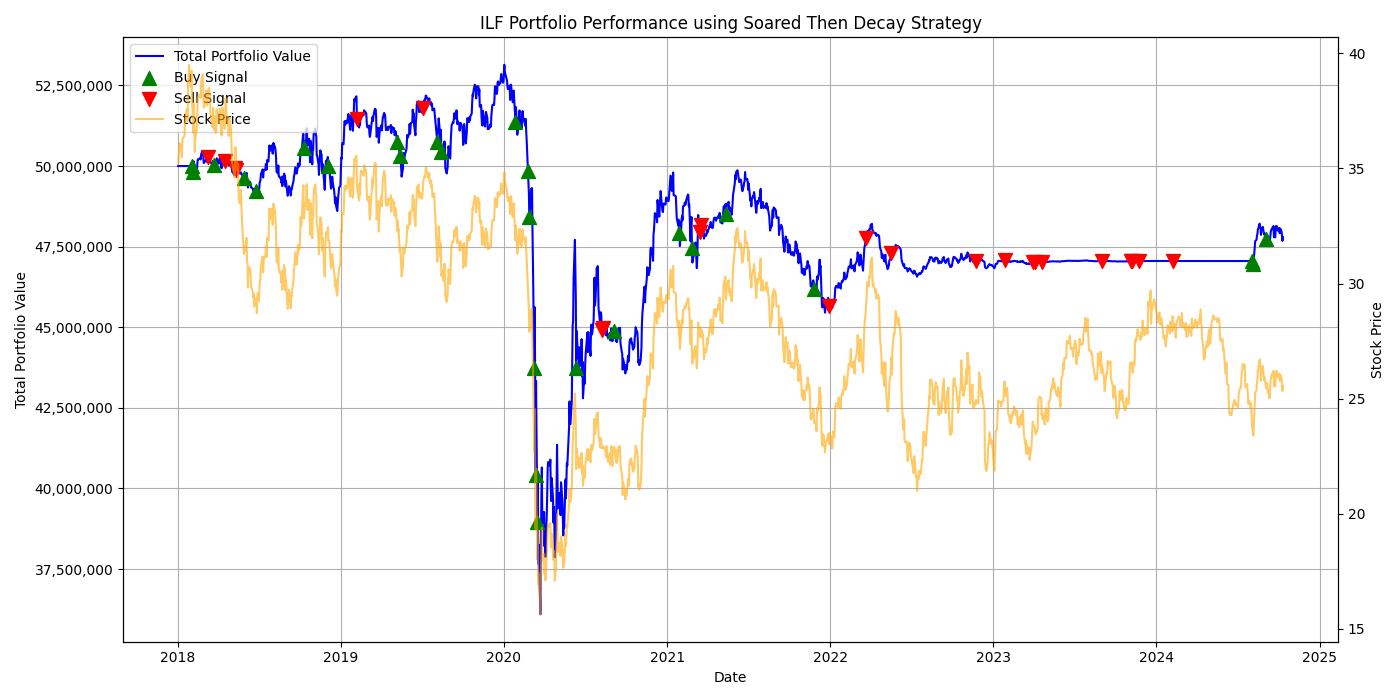 ILF Portfolio Performance using Soared Then Decay Strategy
Total Portfolio Value
Buy Signal
Sell Signal
Stock Price
52,500,000
50,000,000
47,500,000
45,000,000
42,500,000
40,000,000
37,500,000
Total Portfolio Value
40
35
30
25
20
15
Stock Price
2018
2019
2020
2021
2022
2023
2024
2025
Date